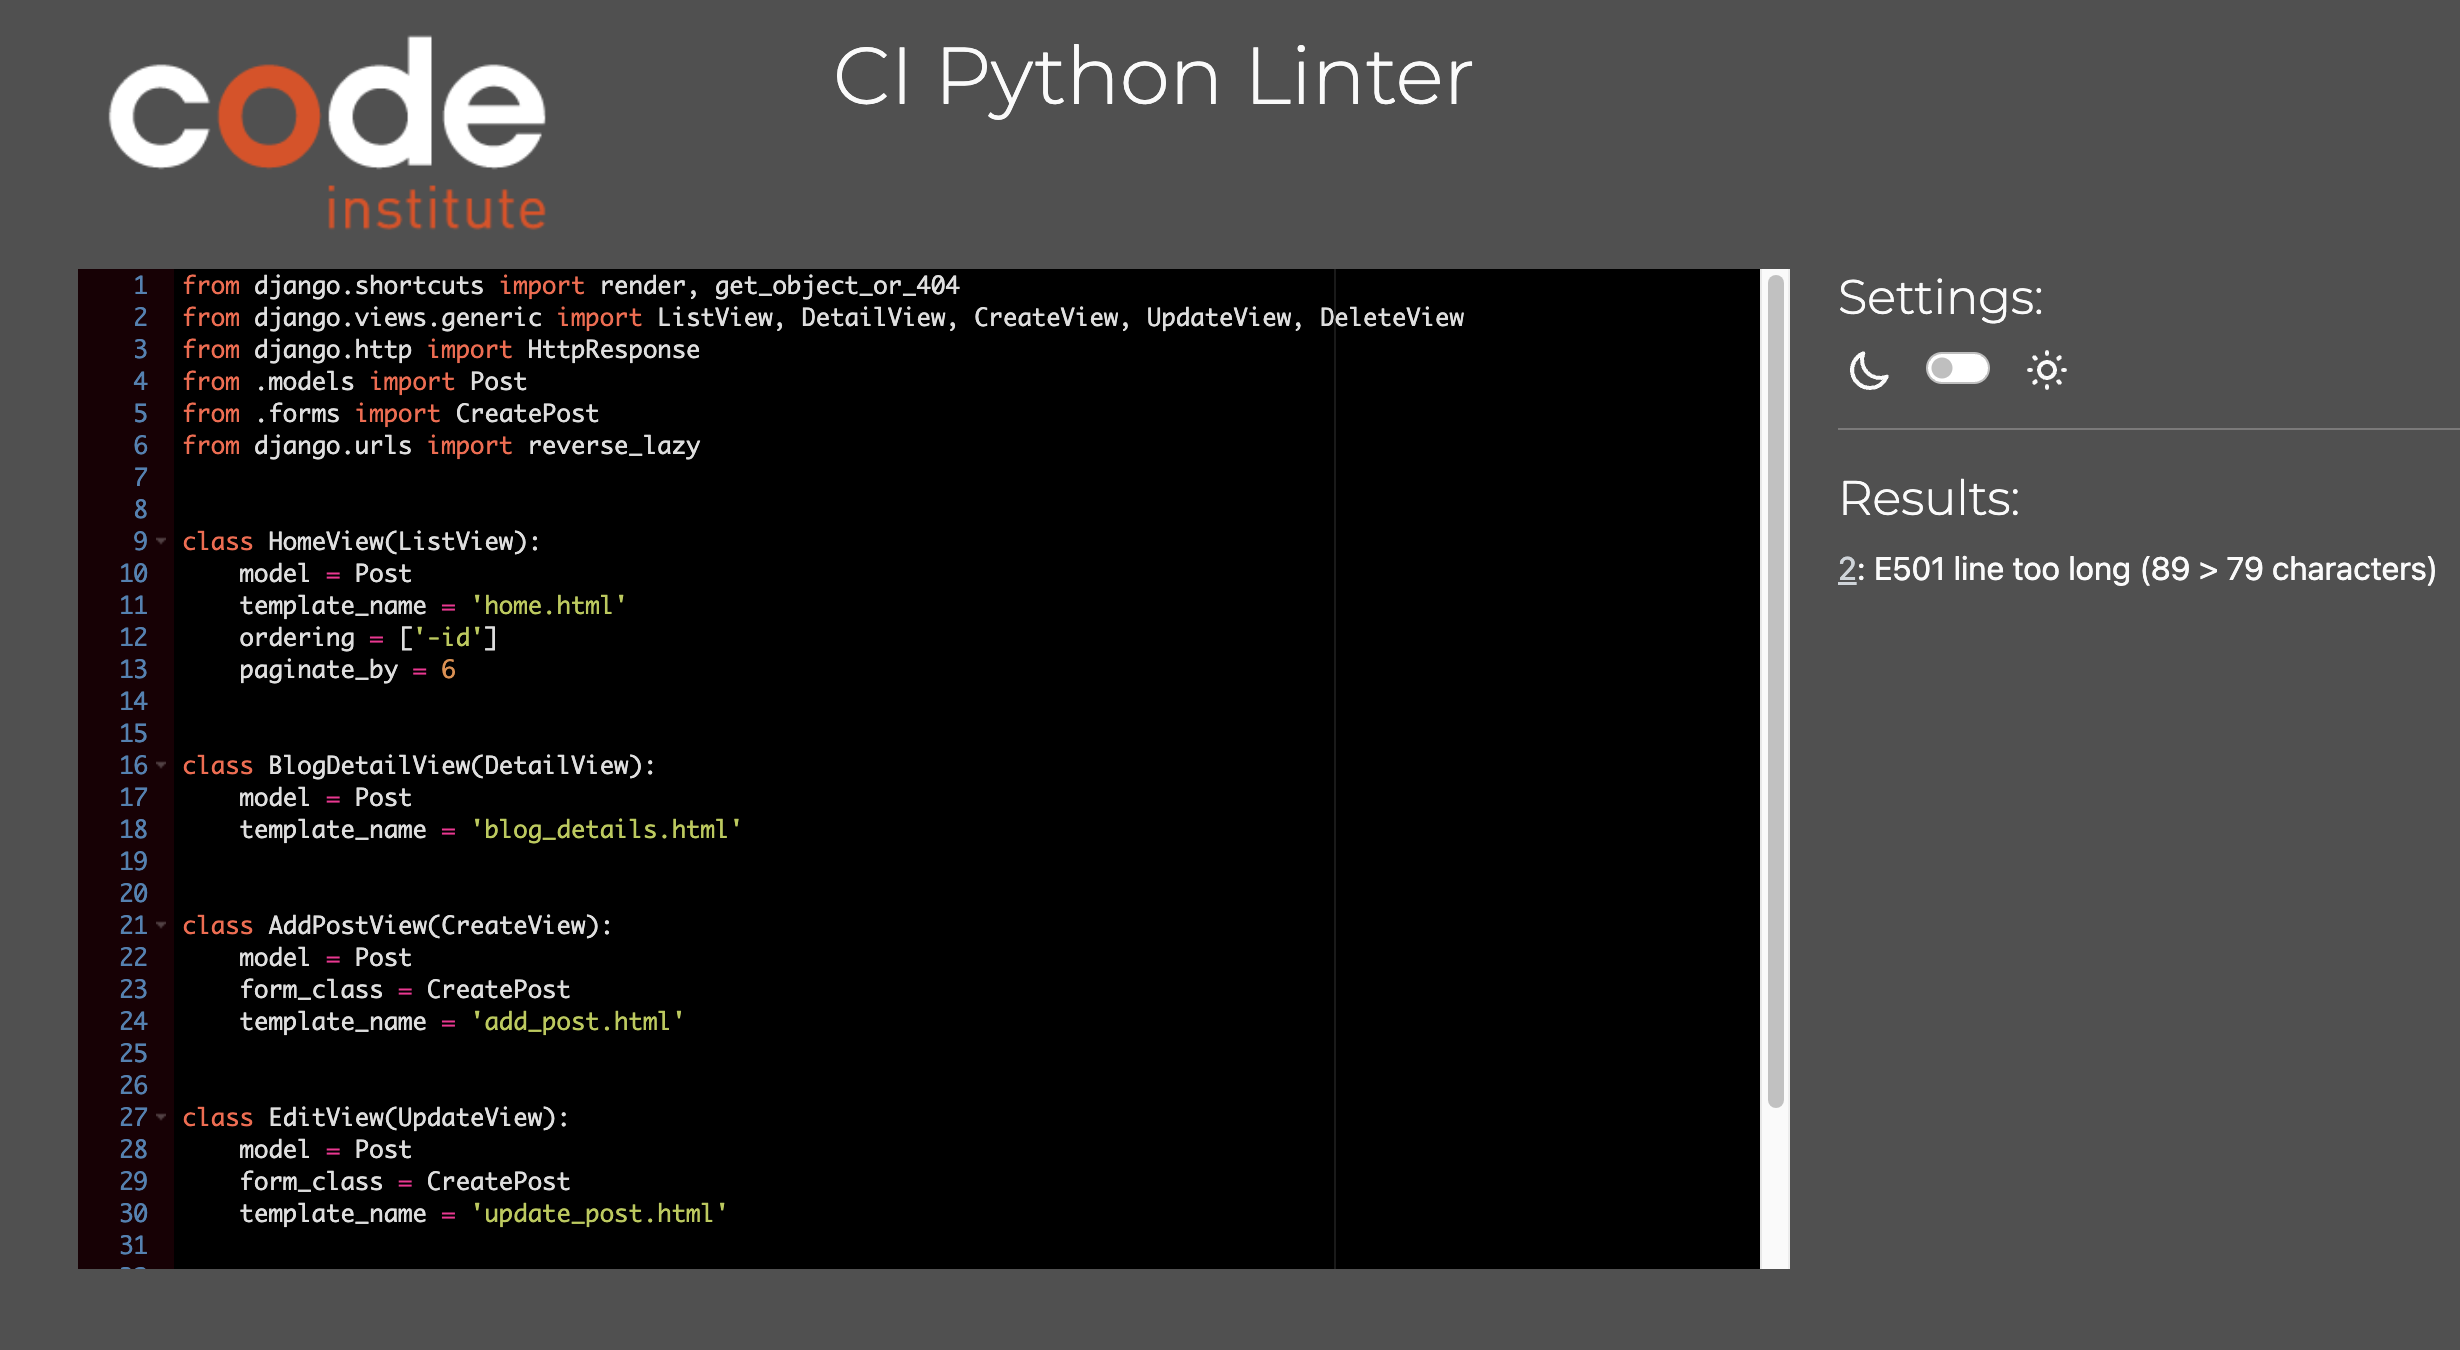 code
institute
CI Python Linter
1 from django.shortcuts import render, get_object_or_404
2 from django.views.generic import ListView, DetailView, CreateView, UpdateView, DeleteView
3 from django.http import HttpResponse
4 from .models import Post
5 from .forms import CreatePost
6 from django.urls import reverse_lazy
7
8
9 class HomeView(ListView):
10     model = Post
11     template_name = 'home.html'
12     ordering = ['-id']
13     paginate_by = 6
14
15
16 class BlogDetailView(DetailView):
17     model = Post
18     template_name = 'blog_details.html'
19
20
21 class AddPostView(CreateView):
22     model = Post
23     form_class = CreatePost
24     template_name = 'add_post.html'
25
26
27 class EditView(UpdateView):
28     model = Post
29     form_class = CreatePost
30     template_name = 'update_post.html'
31
Settings:
Results:
2: E501 line too long (89 > 79 characters)